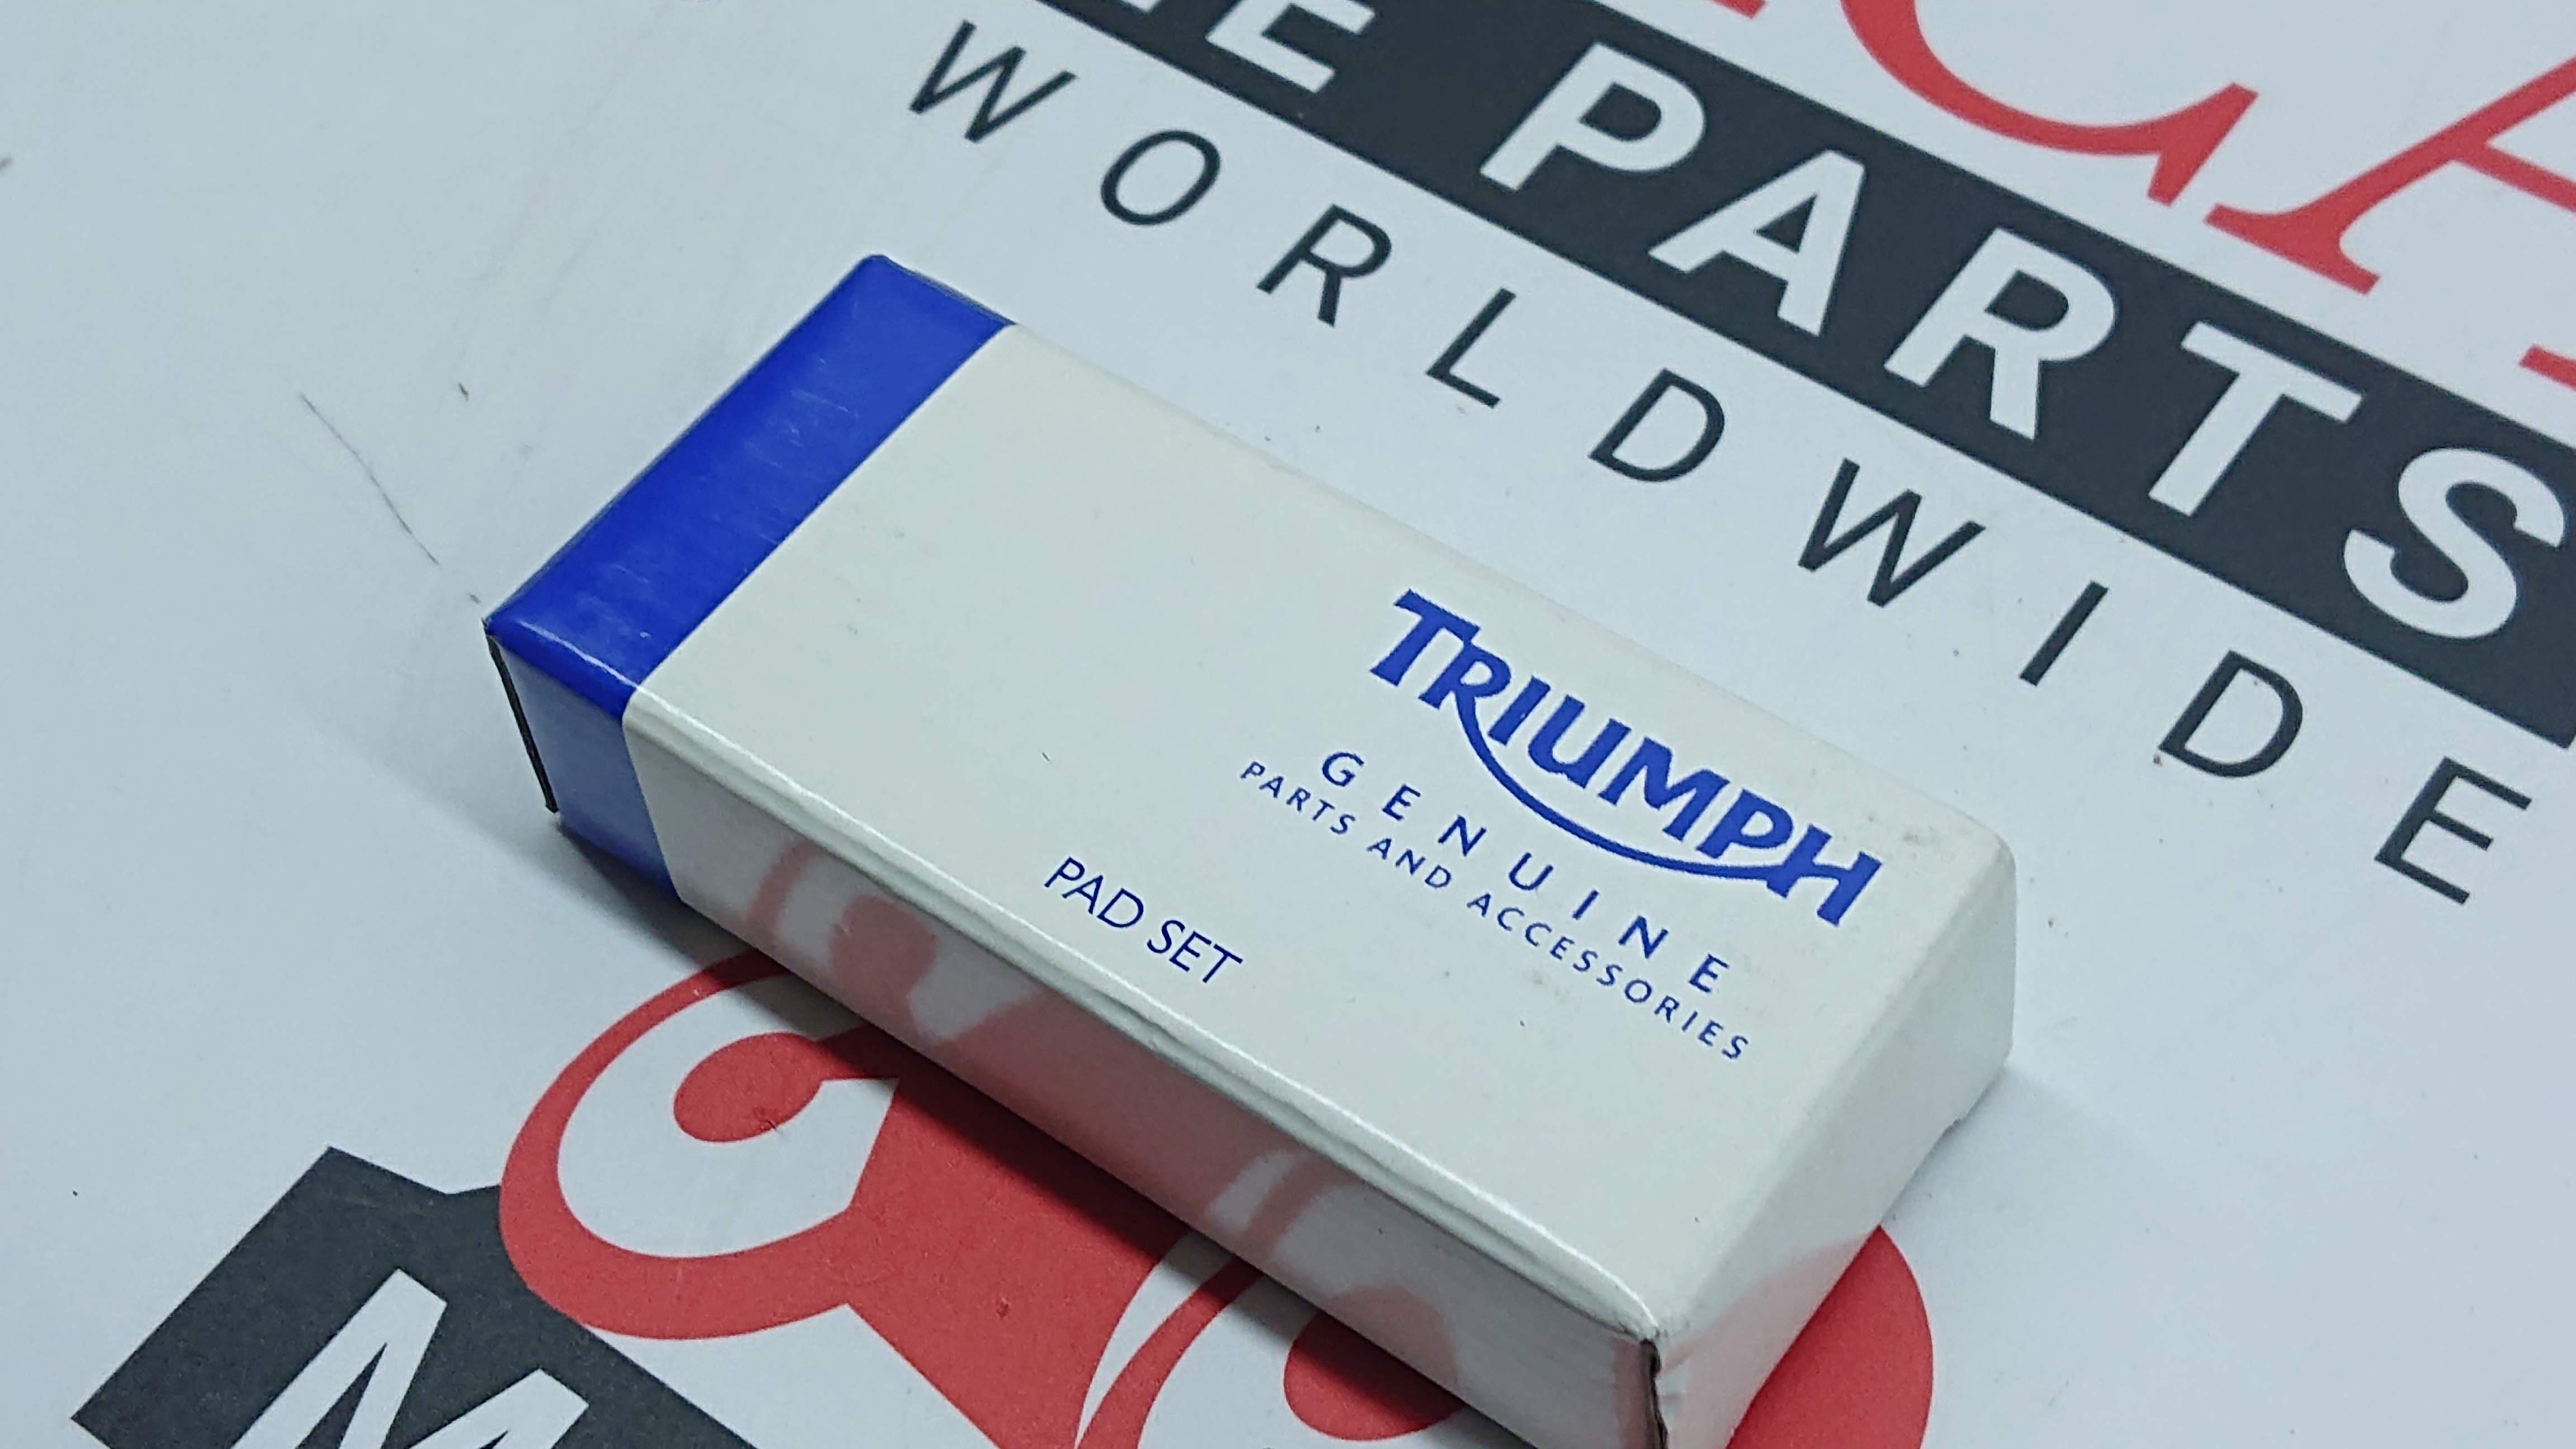 PARTS
WORLDWIDE
TRIUMPH
GENUINE
PARTS AND ACCESSORIES
PAD SET
M